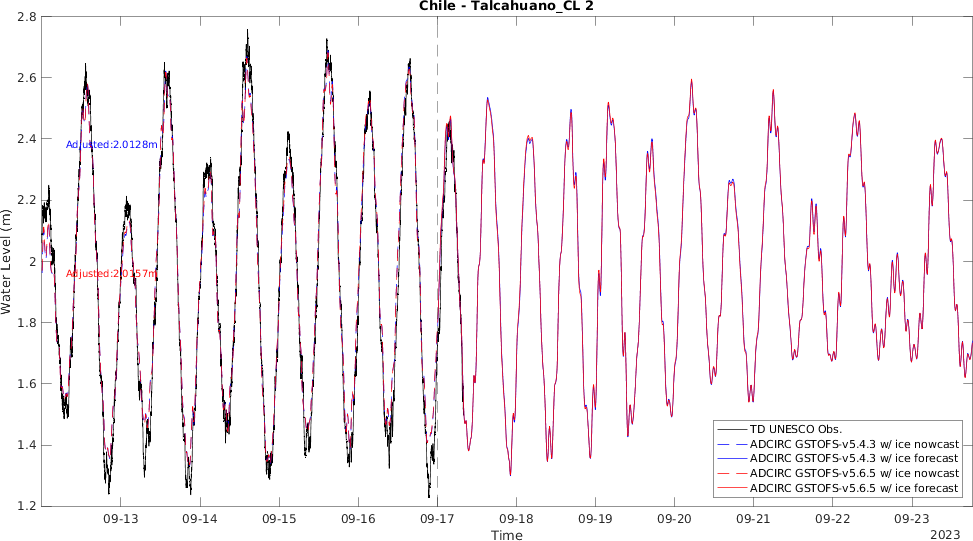 Chile - Talcahuano_CL 2
Water Level (m)
2.8
2.6
2.4
2.2
2
1.8
1.6
1.4
1.2
Adjusted:2.0128m
Adjusted:2.0157m
TD UNESCO Obs.
ADCIRC GSTOFS-v5.4.3 w/ ice nowcast
ADCIRC GSTOFS-v5.4.3 w/ ice forecast
ADCIRC GSTOFS-v5.6.5 w/ ice nowcast
ADCIRC GSTOFS-v5.6.5 w/ ice forecast
09-13 09-14 09-15 09-16 09-17 09-18 09-19 09-20 09-21 09-22 09-23
Time
2023